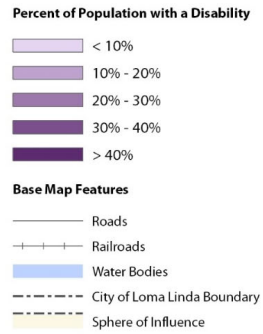 Percent of Population with a Disability
< 10%
10% - 20%
20% - 30%
30% - 40%
> 40%
Base Map Features
Roads
Railroads
Water Bodies
City of Loma Linda Boundary
Sphere of Influence